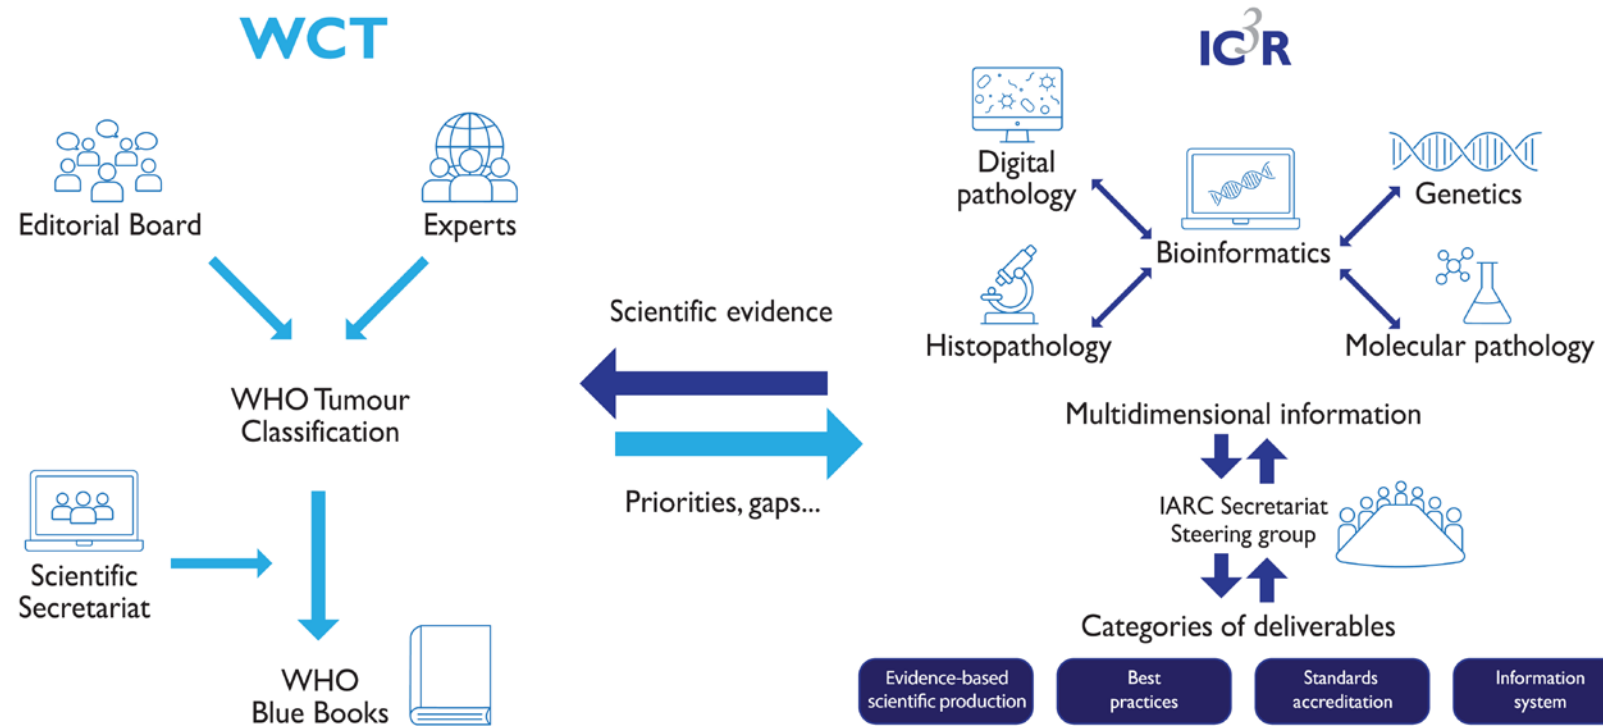 WCT
Editorial Board
Experts
WHO Tumour
Classification
Scientific
Secretariat
WHO
Blue Books
Scientific evidence
Priorities, gaps...
IC3R
Digital
pathology
Bioinformatics
Genetics
Histopathology
Molecular pathology
Multidimensional information
IARC Secretariat
Steering group
Categories of deliverables
Evidence-based
scientific production
Best
practices
Standards
accreditation
Information
system